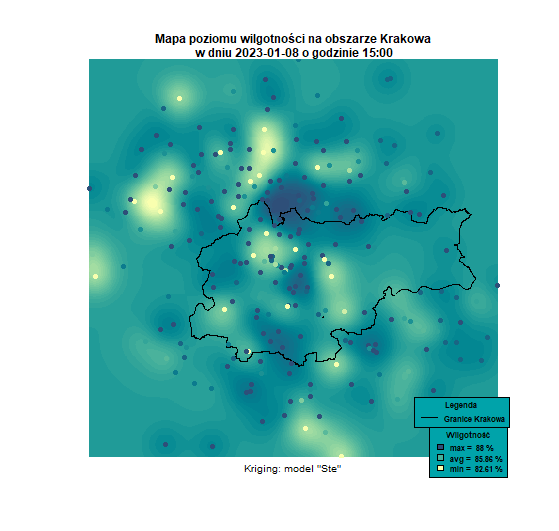 Mapa poziomu wilgotności na obszarze Krakowa
w dniu 2023-01-08 o godzinie 15:00
Legenda
Granice Krakowa
Wilgotność
max = 88 %
avg = 85.86 %
min = 82.61 %
Kriging: model "Ste"